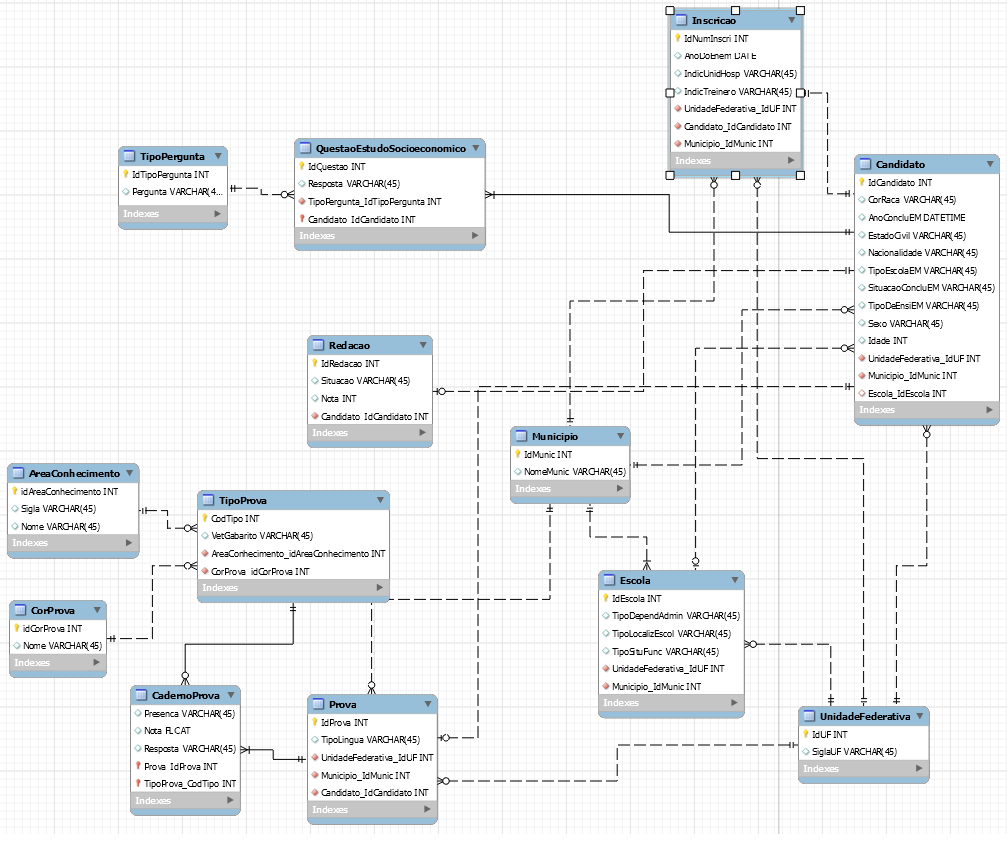 Inscricao
IdNumInscri INT
AnoDoEnem DATE
IndicUnidHosp VARCHAR(45)
IndicTreinero VARCHAR(45)
UnidadeFederativa_IdUF INT
Candidato_IdCandidato INT
Municipio_IdMunic INT
Indexes
TipoPergunta
IdTipoPergunta INT
Pergunta VARCHAR(4...
Indexes
QuestaoEstudoSocioeconomico
IdQuestao INT
Resposta VARCHAR(45)
TipoPergunta_IdTipoPergunta INT
Candidato_IdCandidato INT
Indexes
Candidato
IdCandidato INT
CorRaca VARCHAR(45)
AnoConcluEM DATETIME
EstadoCivil VARCHAR(45)
Nacionalidade VARCHAR(45)
TipoEscolaEM VARCHAR(45)
SituacaoConcluEM VARCHAR(45)
TipoDeEnsiEM VARCHAR(45)
Sexo VARCHAR(45)
Idade INT
UnidadeFederativa_IdUF INT
Municipio_IdMunic INT
Escola_IdEscola INT
Indexes
Redacao
IdRedacao INT
Situacao VARCHAR(45)
Nota INT
Candidato_IdCandidato INT
Indexes
Municipio
IdMunic INT
NomeMunic VARCHAR(45)
Indexes
AreaConhecimento
idAreaConhecimento INT
Sigla VARCHAR(45)
Nome VARCHAR(45)
Indexes
TipoProva
CodTipo INT
VetGabarito VARCHAR(45)
AreaConhecimento_idAreaConhecimento INT
CorProva_idCorProva INT
Indexes
CorProva
idCorProva INT
Nome VARCHAR(45)
Indexes
Escola
IdEscola INT
TipoDependAdmin VARCHAR(45)
TipoLocalizEscol VARCHAR(45)
TipoSituFunc VARCHAR(45)
UnidadeFederativa_IdUF INT
Municipio_IdMunic INT
Indexes
CadernoProva
Presenca VARCHAR(45)
Nota FLOAT
Resposta VARCHAR(45)
Prova_IdProva INT
TipoProva_CodTipo INT
Indexes
Prova
IdProva INT
TipoLingua VARCHAR(45)
UnidadeFederativa_IdUF INT
Municipio_IdMunic INT
Candidato_IdCandidato INT
Indexes
UnidadeFederativa
IdUF INT
SiglaUF VARCHAR(45)
Indexes